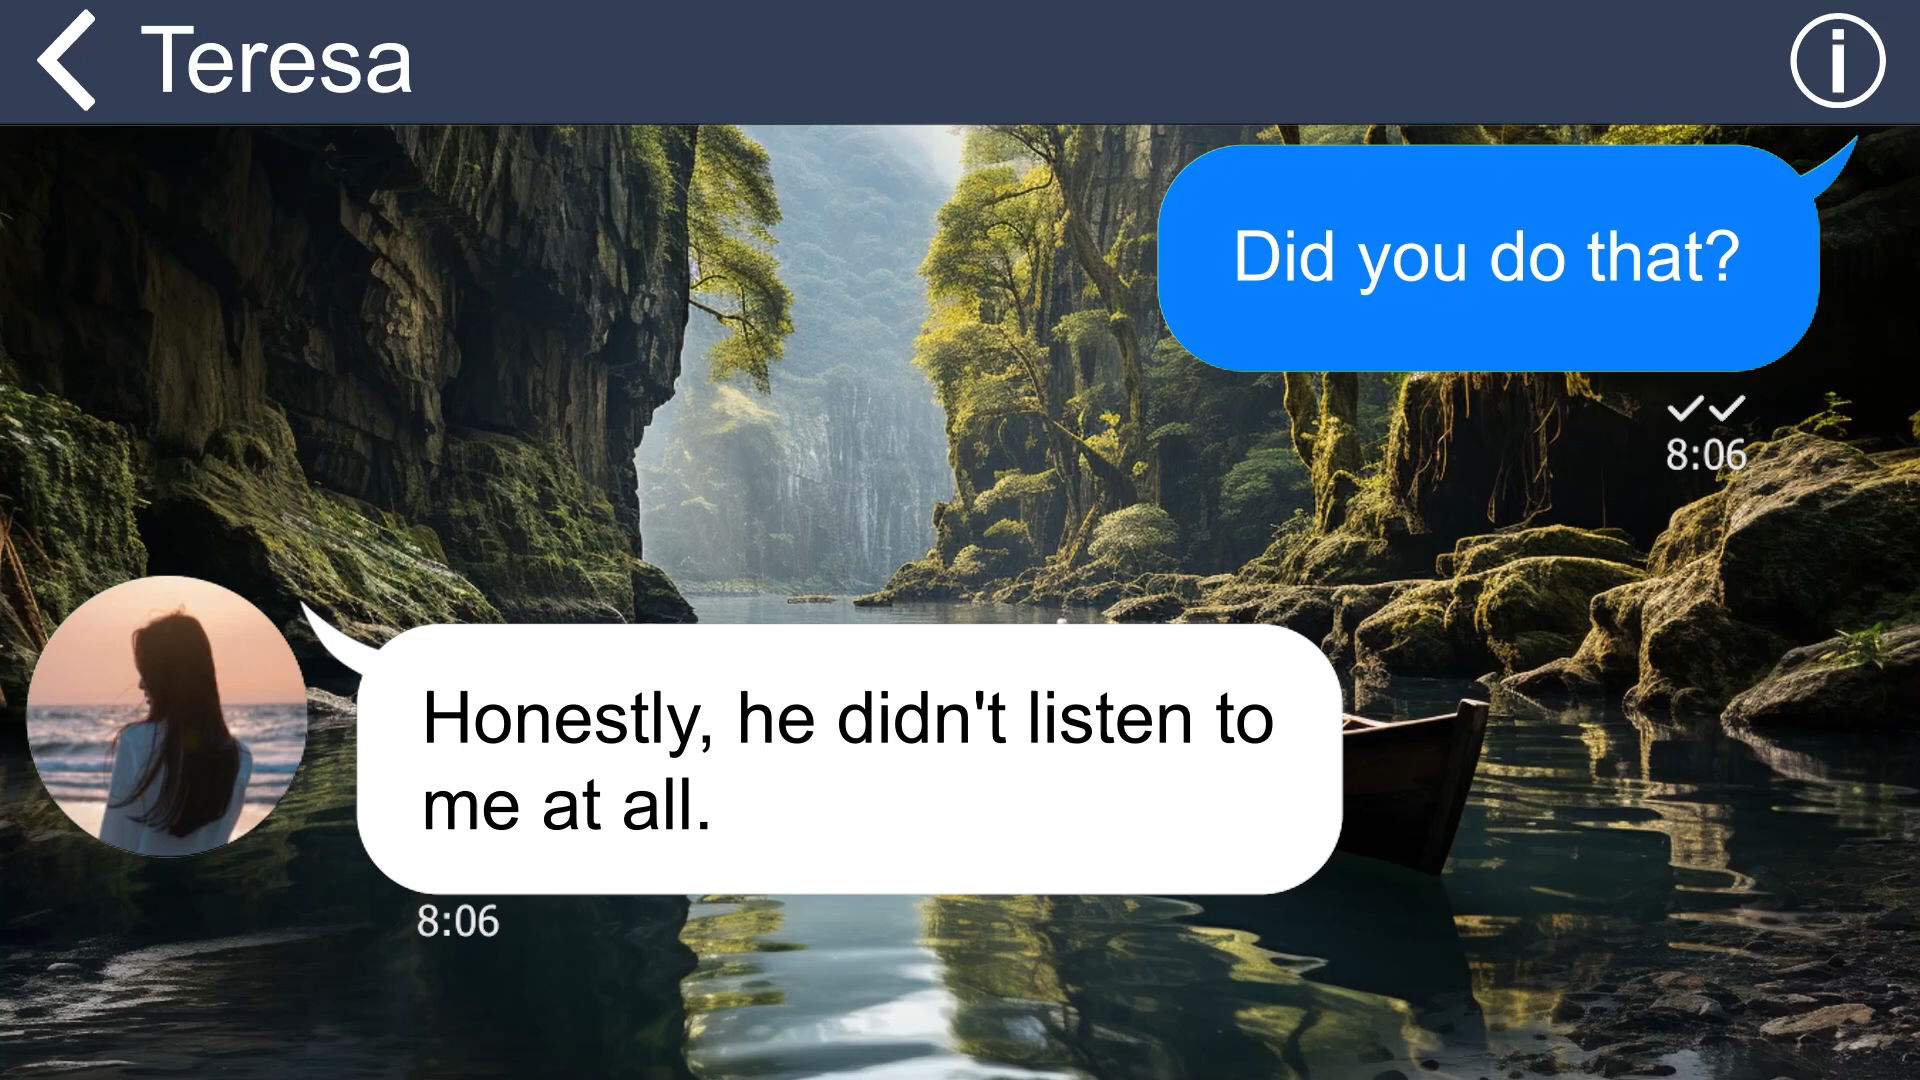 Teresa
Did you do that?
8:06
Honestly, he didn't listen to
me at all.
8:06